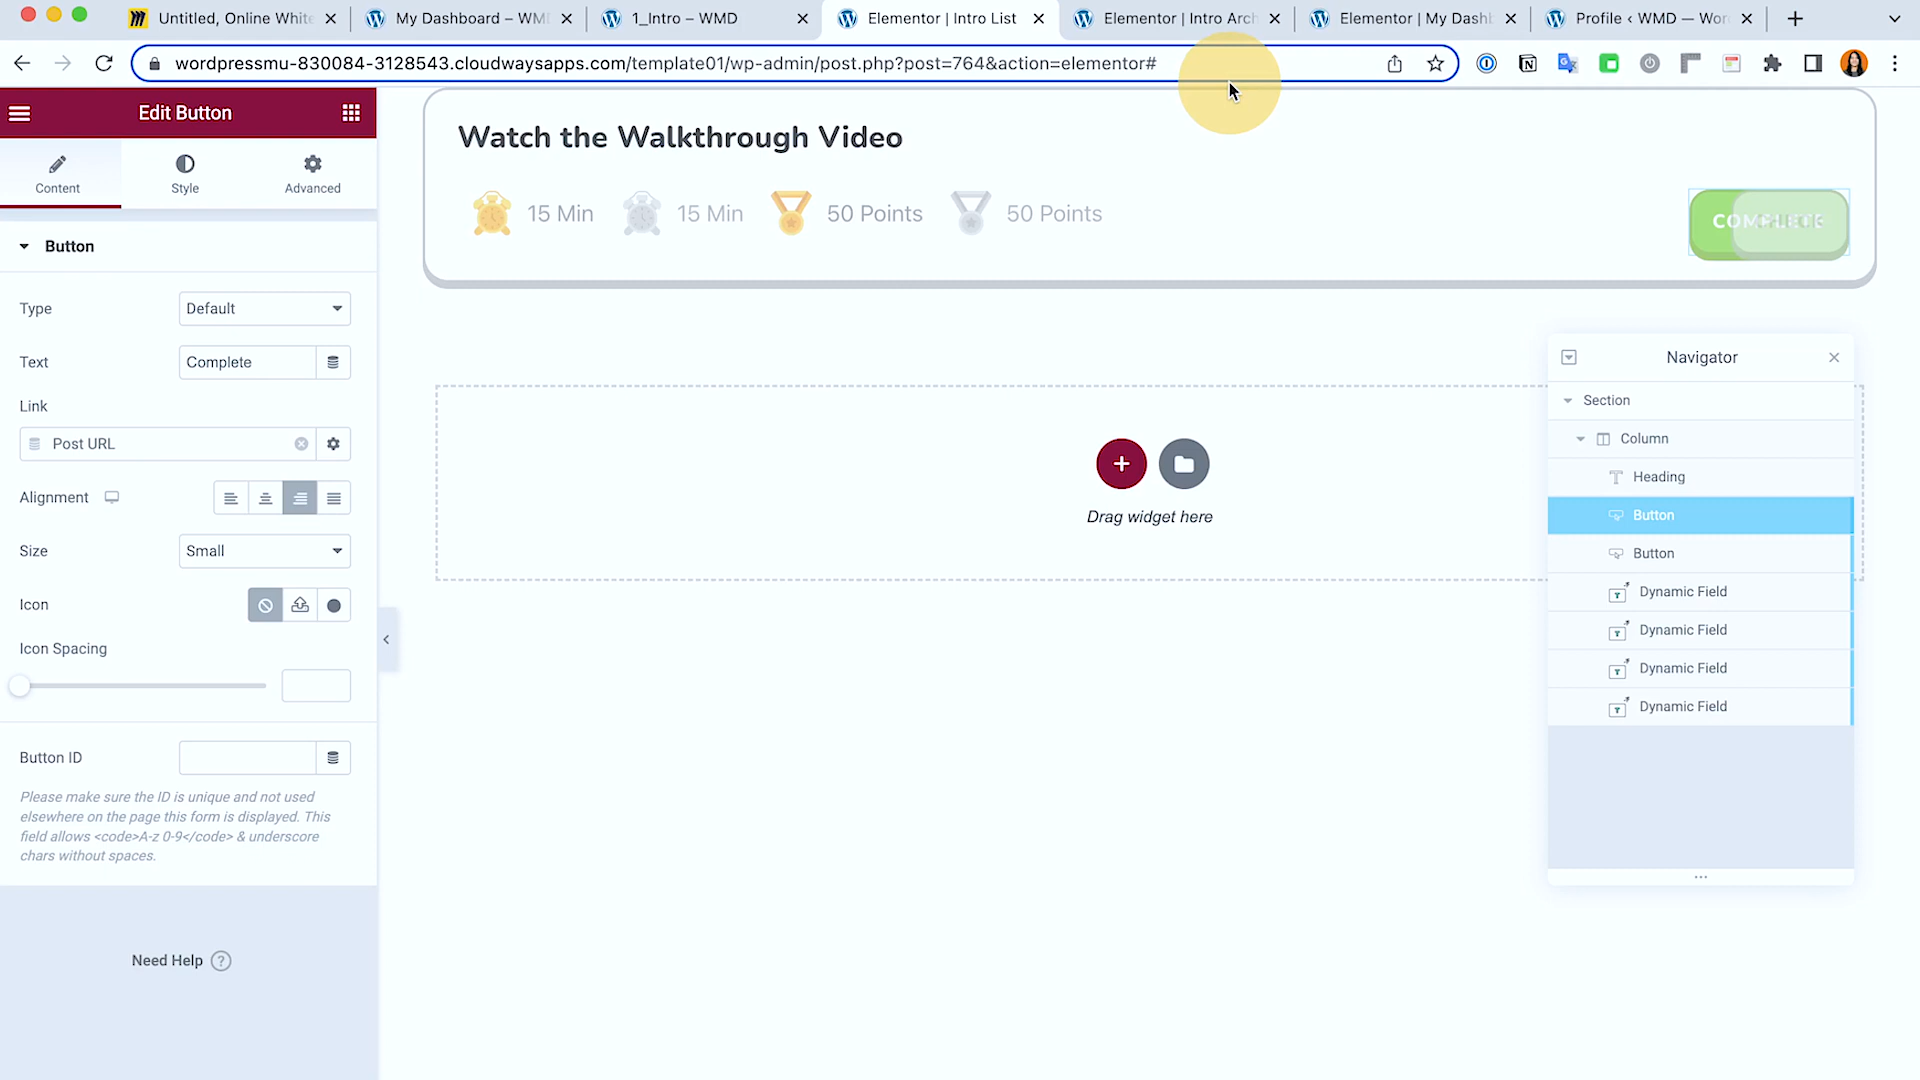 Untitled, Online White
My Dashboard – WM
1_Intro – WMD
Elementor | Intro List
Elementor | Intro Arc
Elementor | My Dash
Profile ‹ WMD — Wor
wordpressmu-830084-3128543.cloudwaysapps.com/template01/wp-admin/post.php?post=764&action=elementor#
Edit Button
Content
Style
Advanced
Button
Type
Default
Text
Complete
Link
Post URL
Alignment
Size
Small
Icon
Icon Spacing
Button ID
Please make sure the ID is unique and not used
elsewhere on the page this form is displayed. This
field allows <code>A-z 0-9</code> & underscore
chars without spaces.
Need Help
Watch the Walkthrough Video
15 Min
15 Min
50 Points
50 Points
Drag widget here
Navigator
Section
Column
Heading
Button
Button
Dynamic Field
Dynamic Field
Dynamic Field
Dynamic Field